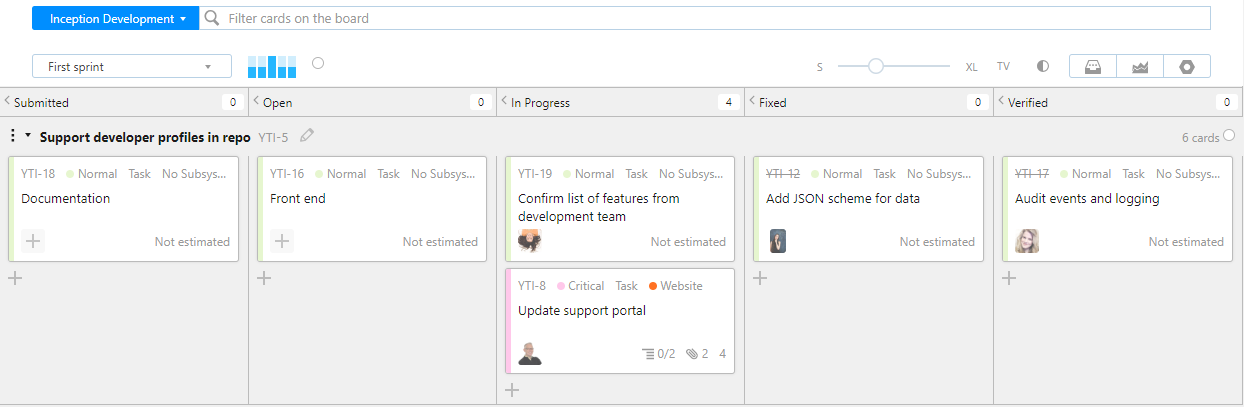 Inception Development
Filter cards on the board
First sprint
S
XL
TV
Submitted 0
Open 0
In Progress 4
Fixed 0
Verified 0
Support developer profiles in repo YTI-5
6 cards
YTI-18 Normal Task No Subsys...
Documentation
Not estimated
YTI-16 Normal Task No Subsys...
Front end
Not estimated
YTI-19 Normal Task No Subsys...
Confirm list of features from
development team
Not estimated
YTI-8 Critical Task Website
Update support portal
0/2 2 4
YTI-12 Normal Task No Subsys...
Add JSON scheme for data
Not estimated
YTI-17 Normal Task No Subsys...
Audit events and logging
Not estimated